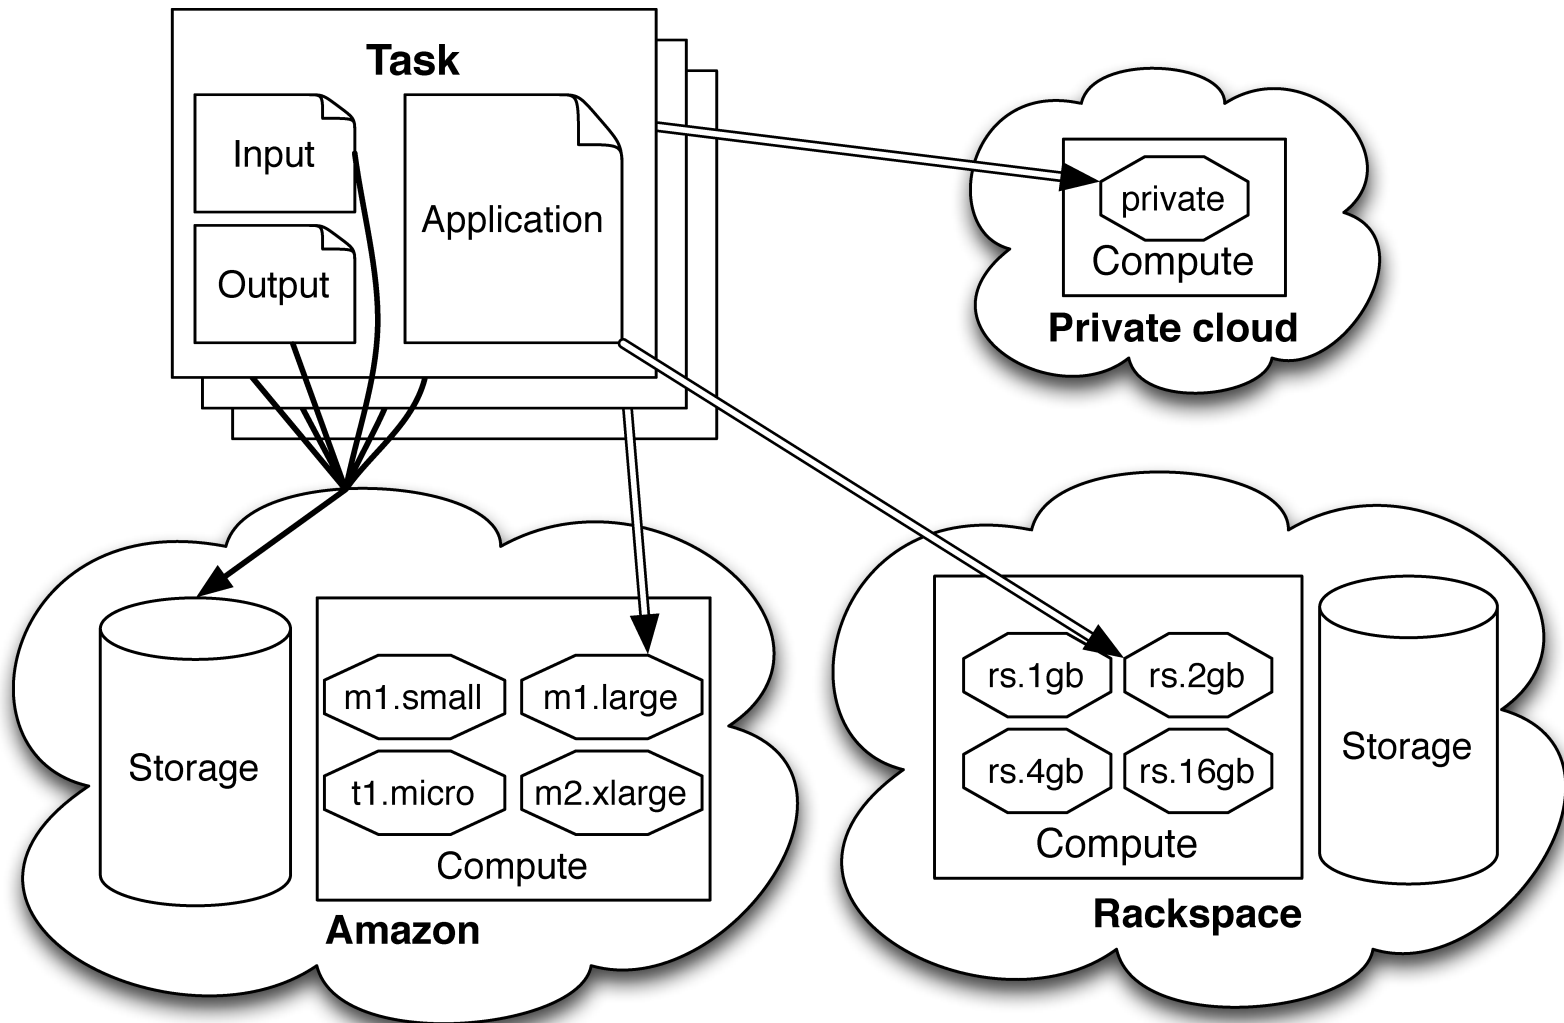 Task
Input
Output
Application
private
Compute
Private cloud
Storage
m1.small
m1.large
t1.micro
m2.xlarge
Compute
Amazon
rs.1gb
rs.2gb
rs.4gb
rs.16gb
Compute
Rackspace
Storage